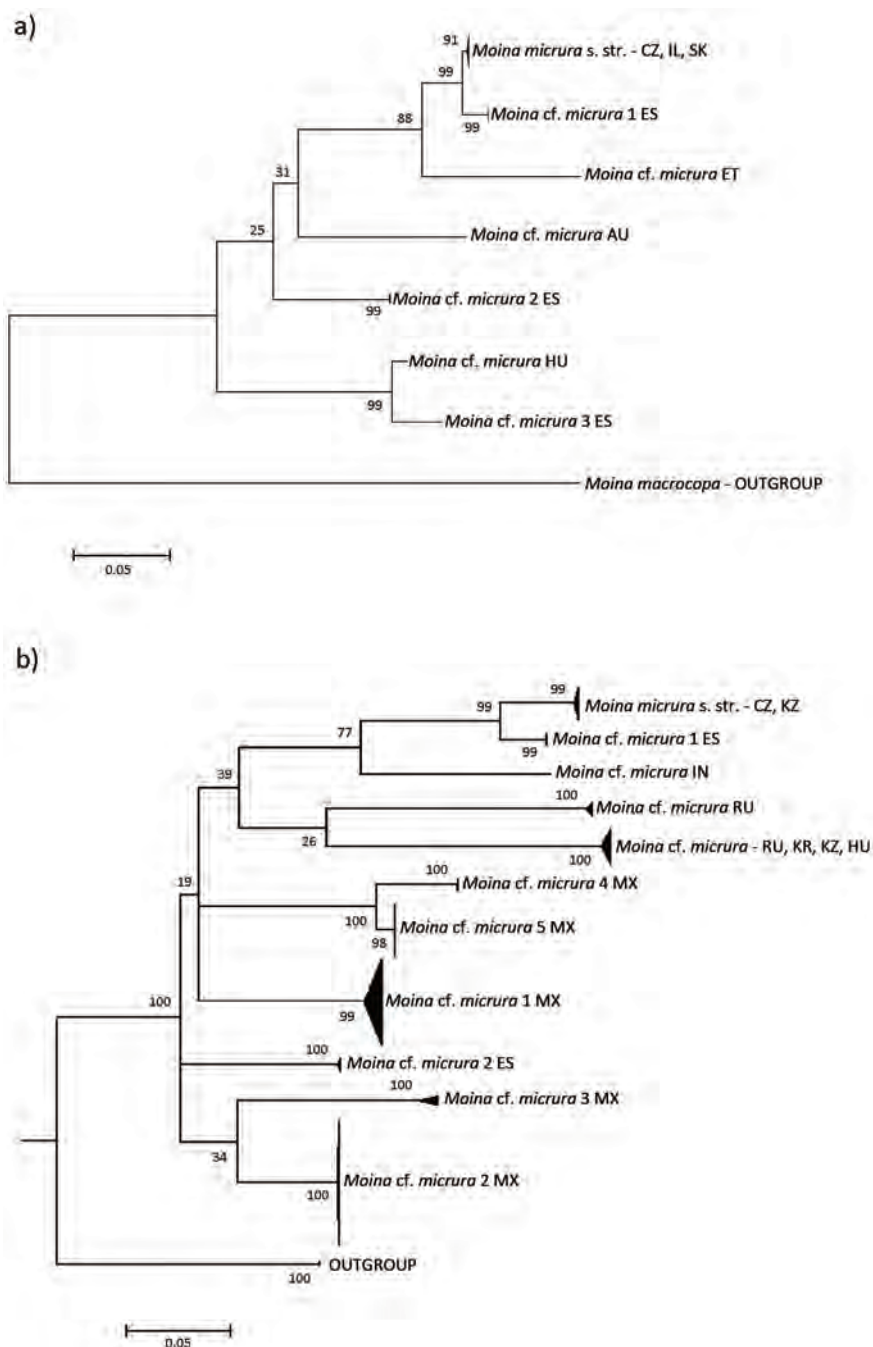 a)
91
Moina micrura s. str. - CZ, IL, SK
99
Moina cf. micrura 1 ES
99
88
Moina cf. micrura ET
31
Moina cf. micrura AU
25
Moina cf. micrura 2 ES
99
Moina cf. micrura HU
99
Moina cf. micrura 3 ES
Moina macrocopa - OUTGROUP
0.05
b)
99
Moina micrura s. str. - CZ, KZ
99
Moina cf. micrura 1 ES
99
77
Moina cf. micrura IN
39
100
Moina cf. micrura RU
26
Moina cf. micrura - RU, KR, KZ, HU
100
19
100
Moina cf. micrura 4 MX
100
Moina cf. micrura 5 MX
98
Moina cf. micrura 1 MX
99
100
100
Moina cf. micrura 2 ES
100
Moina cf. micrura 3 MX
34
Moina cf. micrura 2 MX
100
OUTGROUP
100
0.05